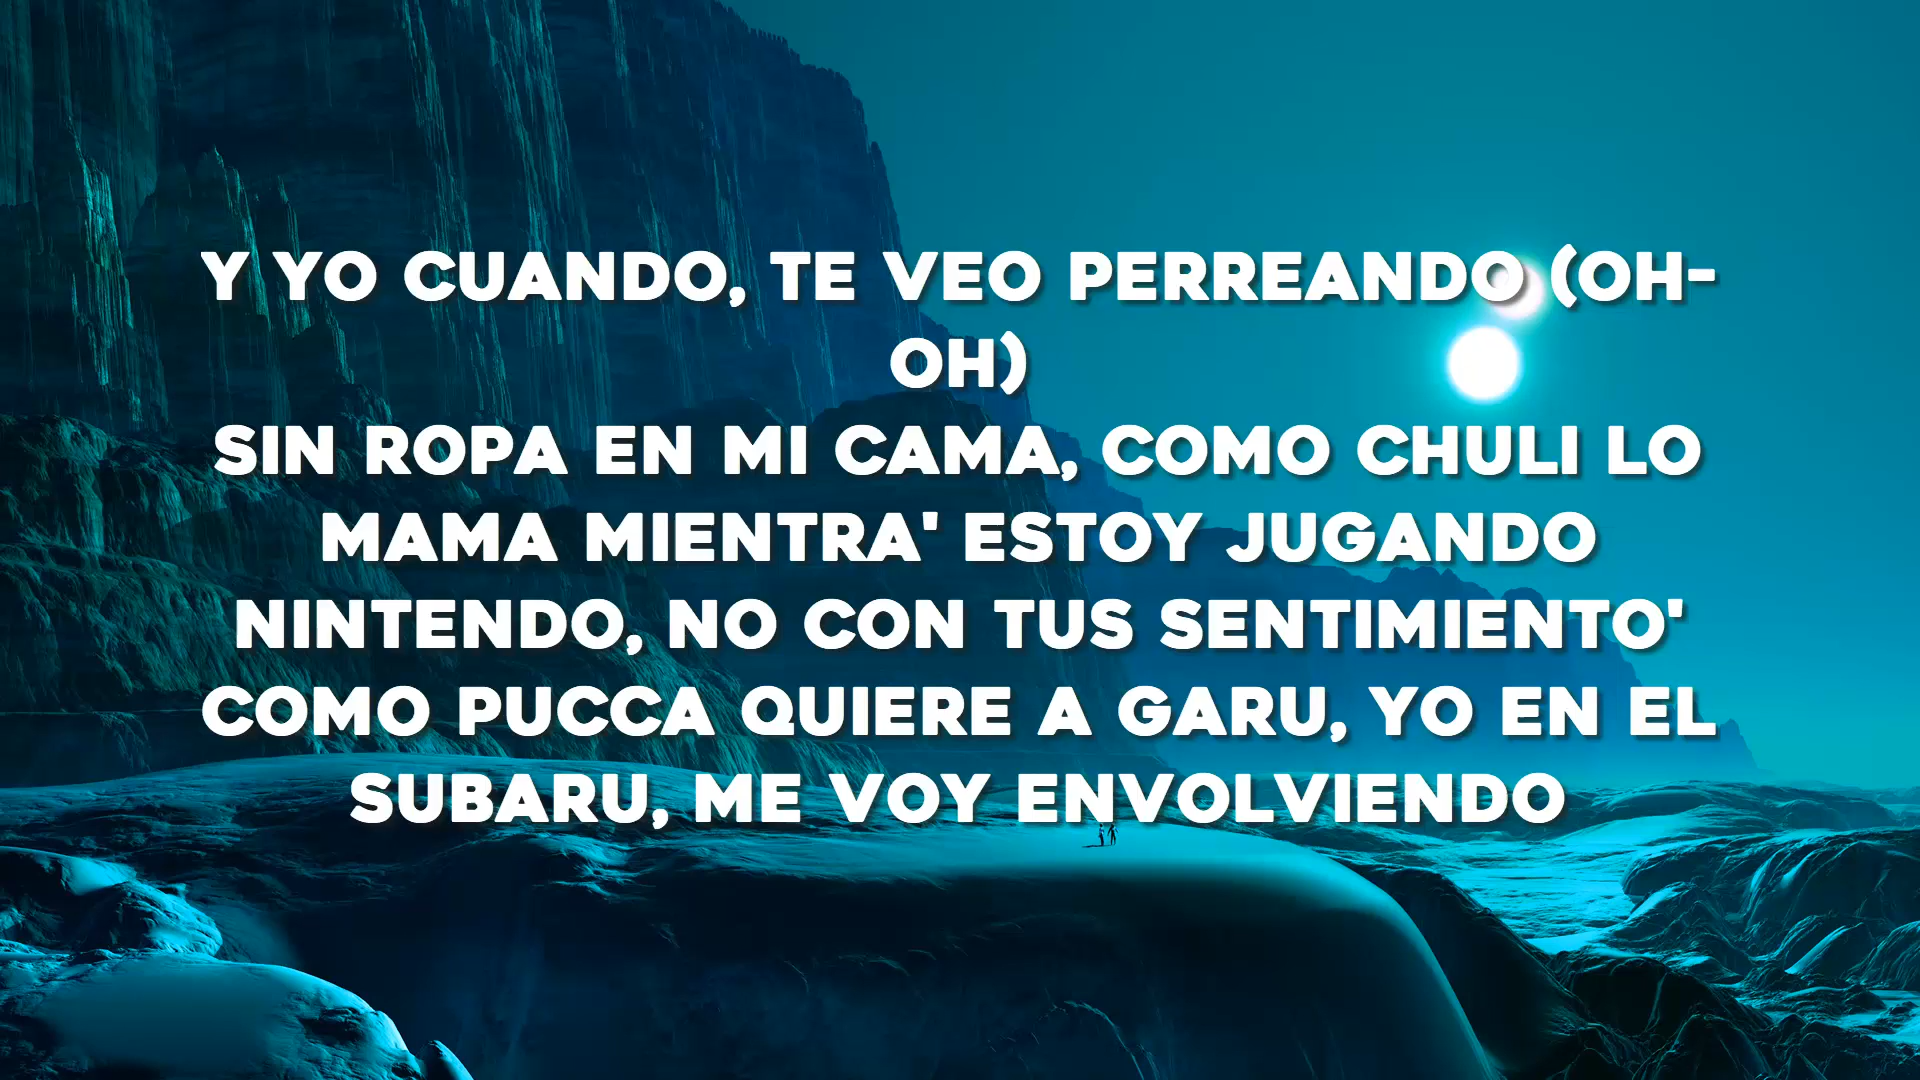 Y YO CUANDO, TE VEO PERREANDO (OH-
OH)
SIN ROPA EN MI CAMA, COMO CHULI LO
MAMA MIENTRA' ESTOY JUGANDO
NINTENDO, NO CON TUS SENTIMIENTO'
COMO PUCCA QUIERE A GARU, YO EN EL
SUBARU, ME VOY ENVOLVIENDO